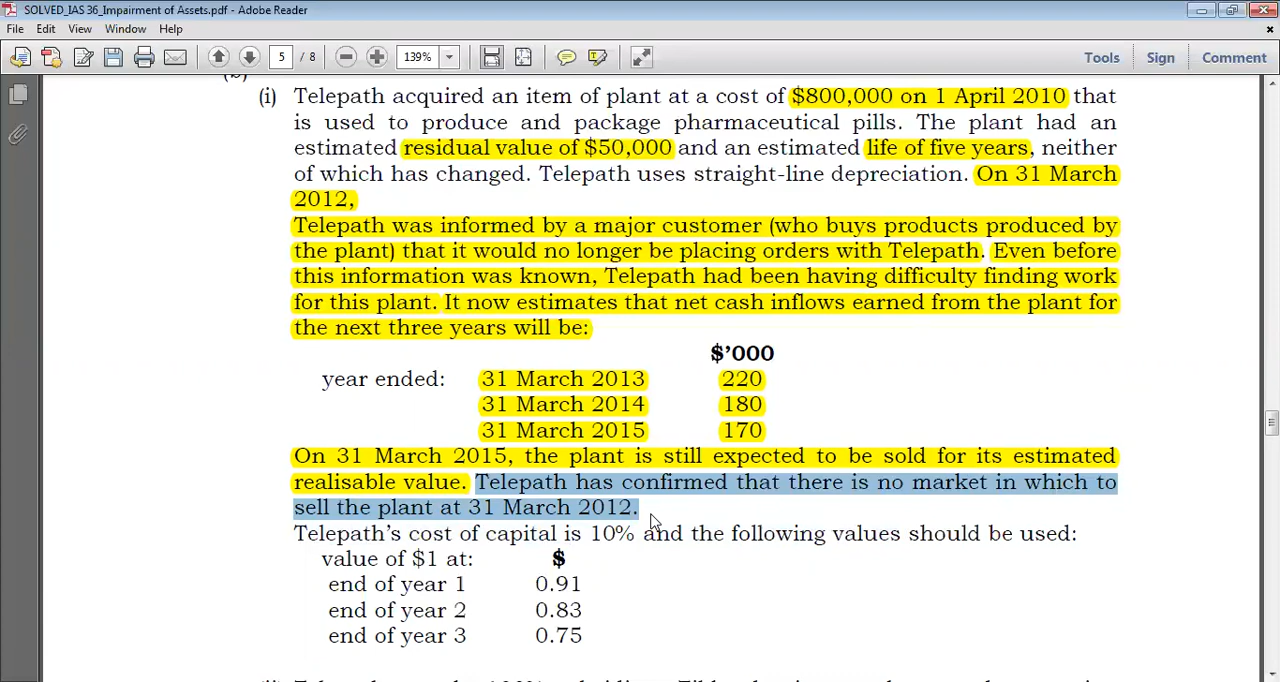 SOLVED_IAS 36_Impairment of Assets.pdf - Adobe Reader
File Edit View Window Help
5 / 8 139% Tools Sign Comment
(i) Telepath acquired an item of plant at a cost of $800,000 on 1 April 2010 that
is used to produce and package pharmaceutical pills. The plant had an
estimated residual value of $50,000 and an estimated life of five years, neither
of which has changed. Telepath uses straight-line depreciation. On 31 March
2012,
Telepath was informed by a major customer (who buys products produced by
the plant) that it would no longer be placing orders with Telepath. Even before
this information was known, Telepath had been having difficulty finding work
for this plant. It now estimates that net cash inflows earned from the plant for
the next three years will be:
$'000
year ended: 31 March 2013 220
31 March 2014 180
31 March 2015 170
On 31 March 2015, the plant is still expected to be sold for its estimated
realisable value. Telepath has confirmed that there is no market in which to
sell the plant at 31 March 2012.
Telepath's cost of capital is 10% and the following values should be used:
value of $1 at: $
end of year 1 0.91
end of year 2 0.83
end of year 3 0.75